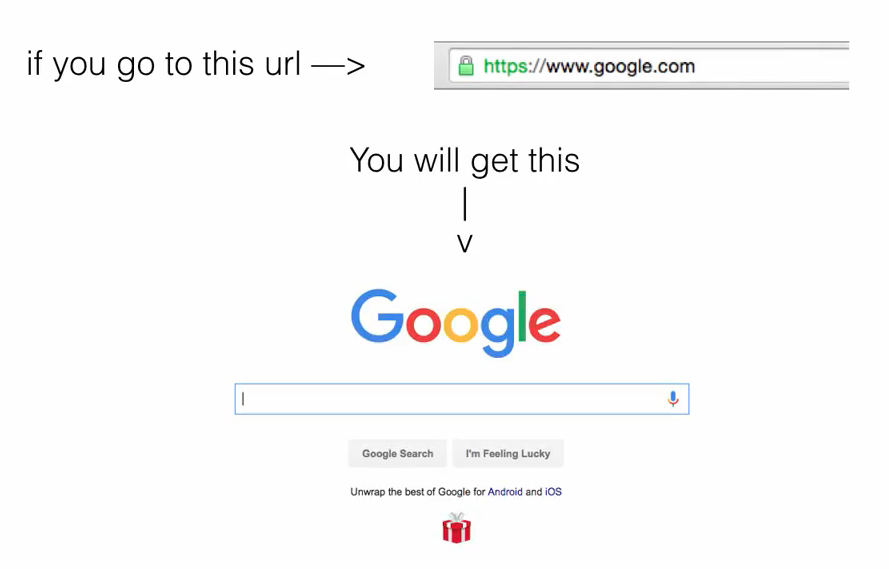 if you go to this url —>
https://www.google.com
You will get this
|
v
Google
Google Search
I'm Feeling Lucky
Unwrap the best of Google for Android and iOS